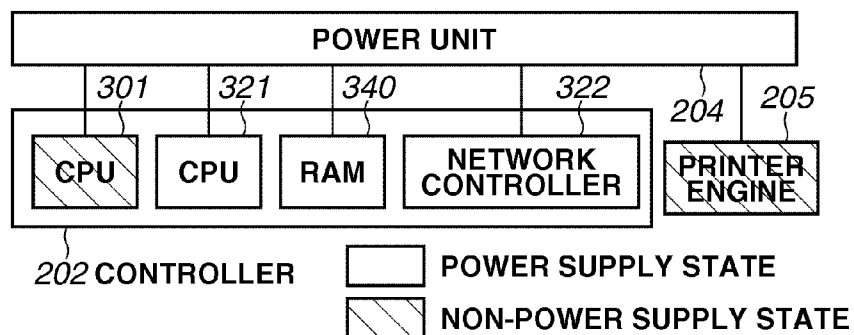 POWER UNIT
301 321 340 322 204 205
CPU CPU RAM NETWORK CONTROLLER PRINTER ENGINE
202 CONTROLLER
POWER SUPPLY STATE
NON-POWER SUPPLY STATE